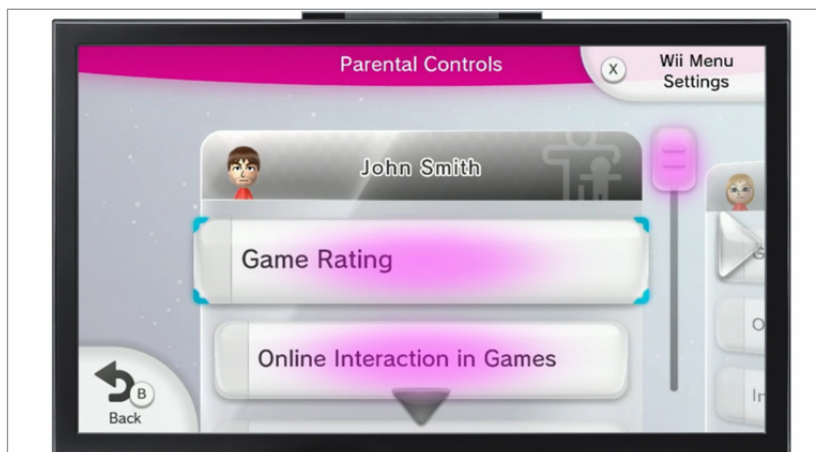 Parental Controls
X
Wii Menu
Settings
John Smith
Game Rating
Online Interaction in Games
B
Back